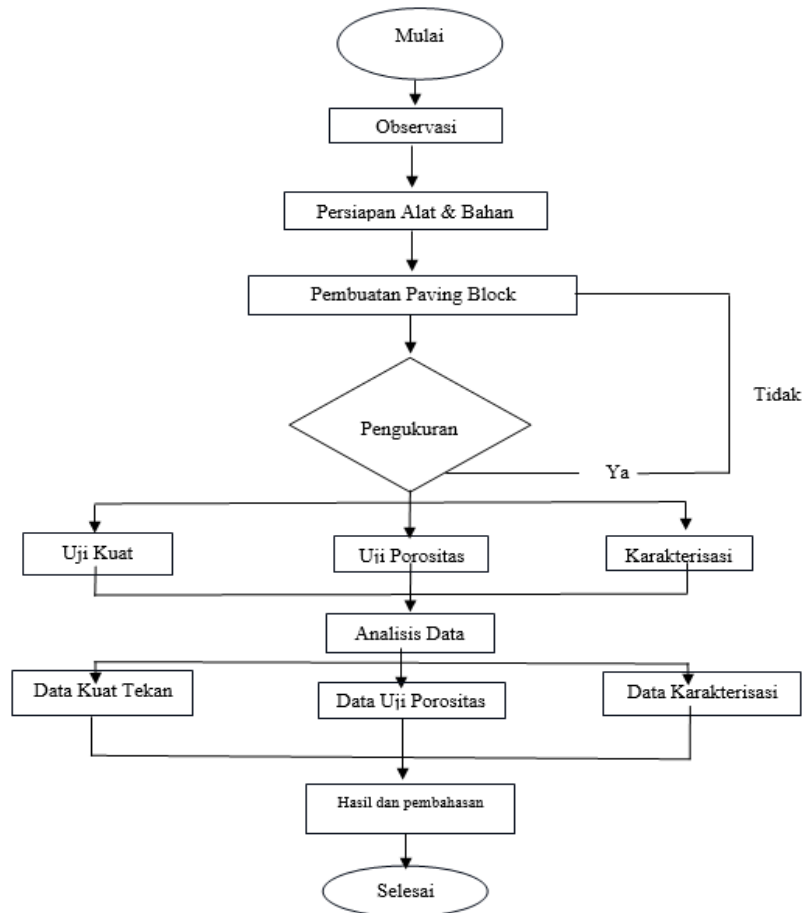 Mulai
Observasi
Persiapan Alat & Bahan
Pembuatan Paving Block
Tidak
Pengukuran
Ya
Uji Kuat
Uji Porositas
Karakterisasi
Analisis Data
Data Kuat Tekan
Data Uji Porositas
Data Karakterisasi
Hasil dan pembahasan
Selesai